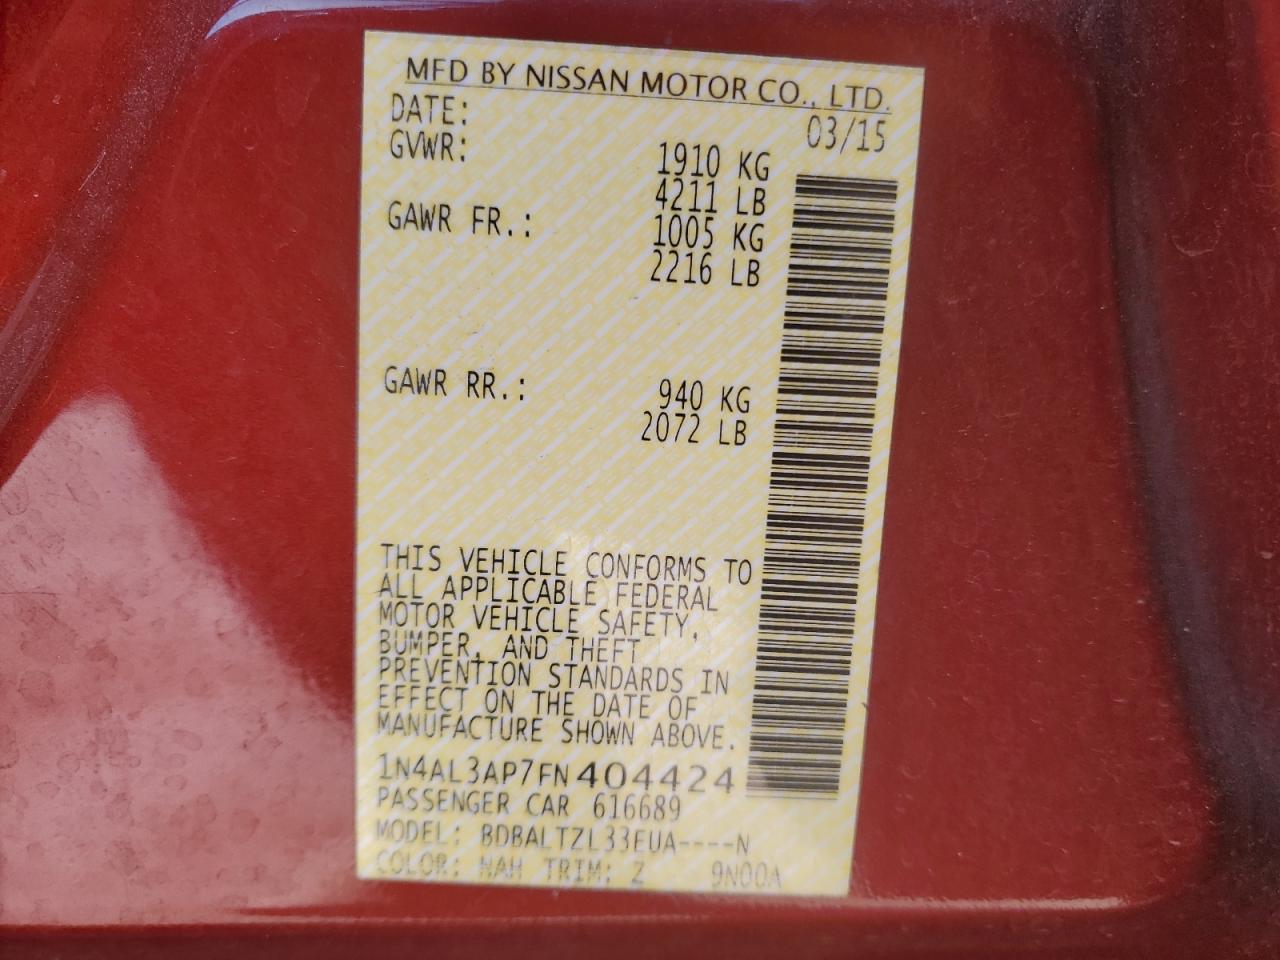 MFD BY NISSAN MOTOR CO., LTD.
DATE: 03/15
GVWR: 1910 KG
4211 LB
GAWR FR.: 1005 KG
2216 LB
GAWR RR.: 940 KG
2072 LB
THIS VEHICLE CONFORMS TO
ALL APPLICABLE FEDERAL
MOTOR VEHICLE SAFETY,
BUMPER, AND THEFT
PREVENTION STANDARDS IN
EFFECT ON THE DATE OF
MANUFACTURE SHOWN ABOVE.
1N4AL3AP7FN404424
PASSENGER CAR 616689
MODEL: BDBALTZL33EUA----N
COLOR: NAH TRIM: Z 9N00A